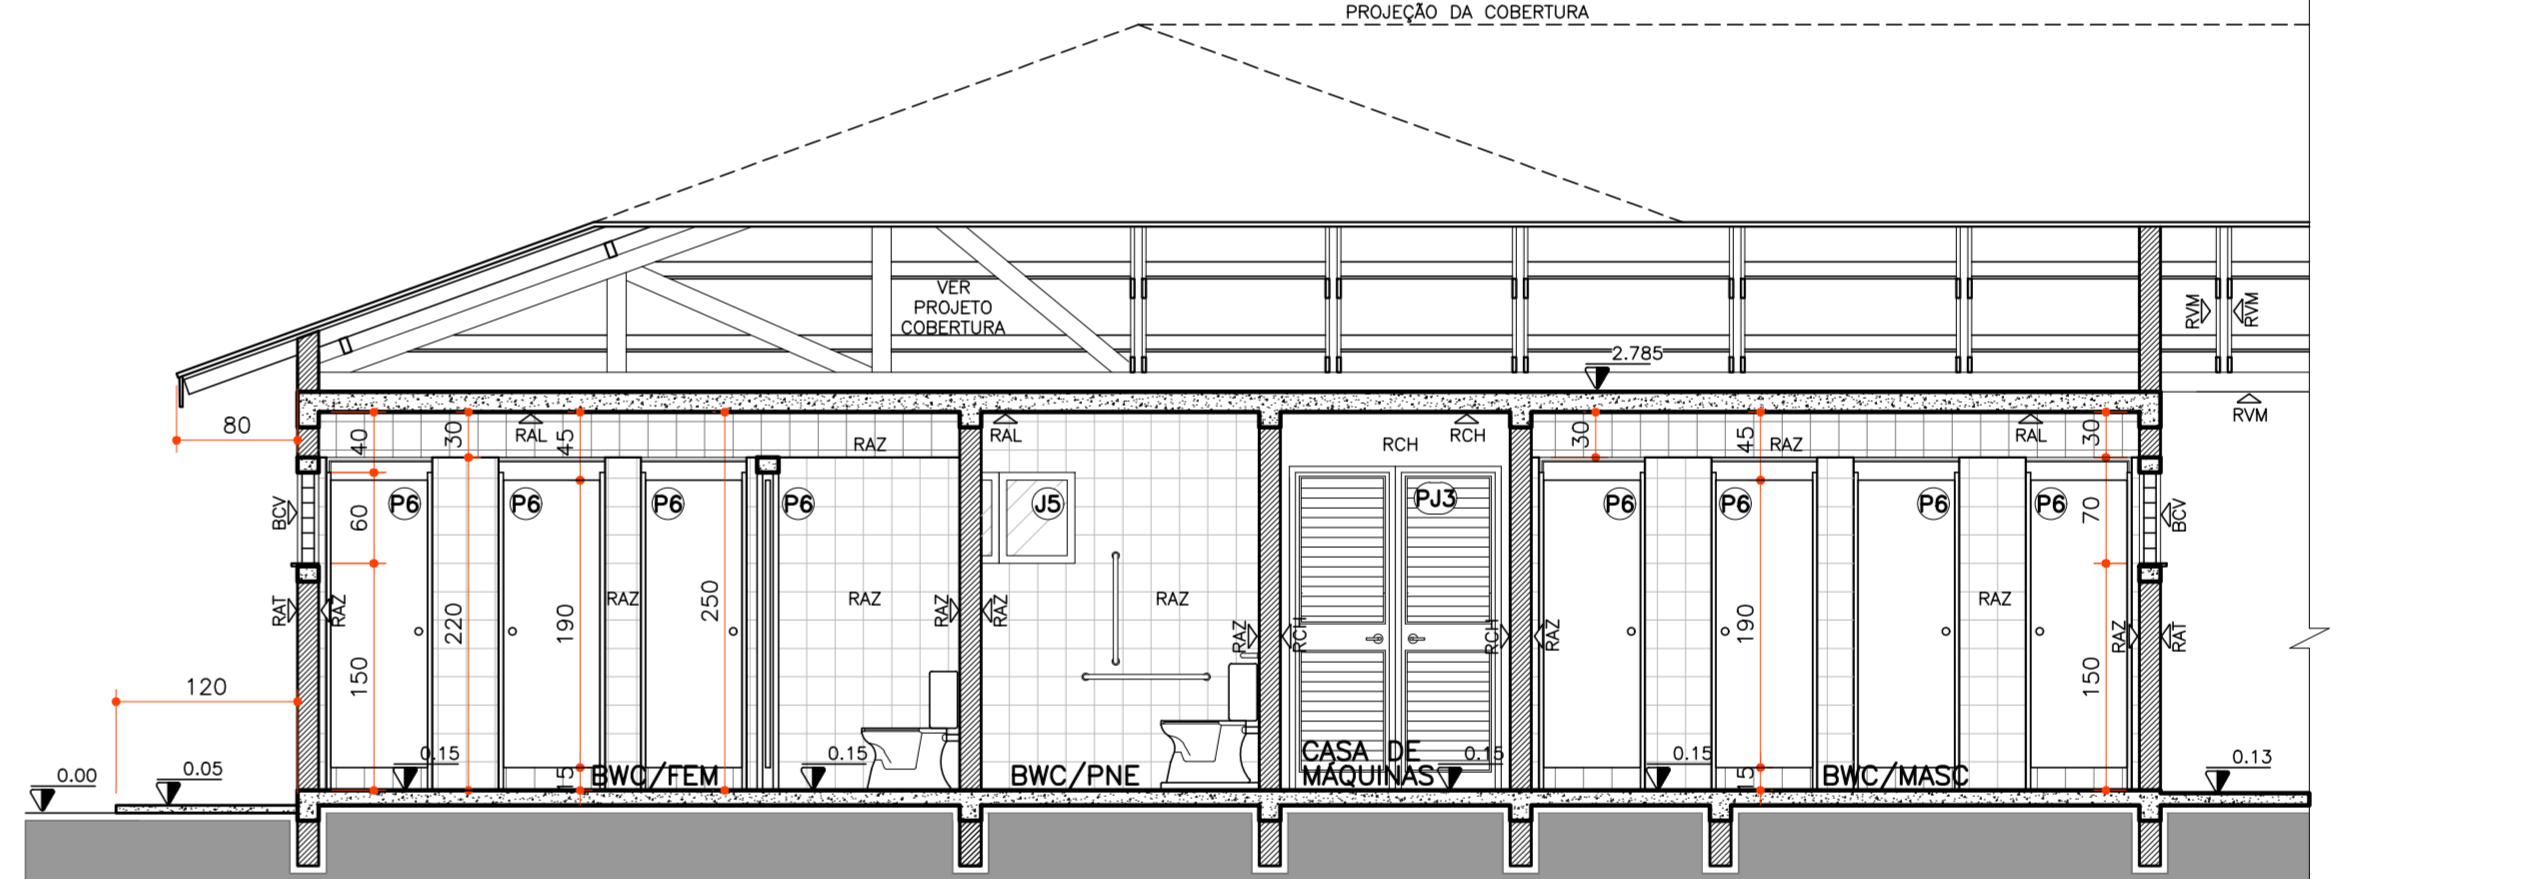 PROJEÇÃO DA COBERTURA
VER
PROJETO
COBERTURA
RVM
RVM
2.785
RVM
80
40
30
45
RAL
RAZ
RAL
RCH
RCH
30
45
RAZ
RAL
30
BCV
60
P6
P6
P6
P6
J5
PJ3
P6
P6
P6
P6
70
BCV
RAT
RAZ
220
190
RAZ
250
RAZ
RAZ
RAZ
RAZ
RAZ
RCH
RCH
RAZ
190
RAZ
RAZ
RAT
150
150
120
0.00
0.05
0.15
15
BWC/FEM
0.15
BWC/PNE
CASA DE
MÁQUINAS
0.15
0.15
15
BWC/MASC
0.13